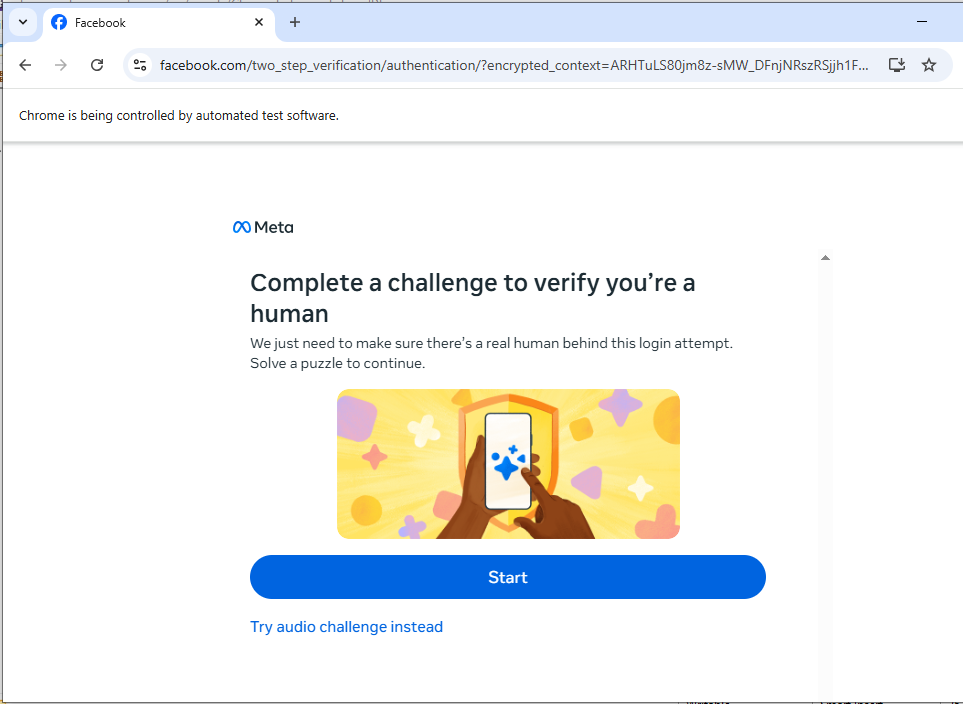 Facebook
facebook.com/two_step_verification/authentication/?encrypted_context=ARHTuLS80jm8z-sMW_DFnjNRszRSjjh1F...
Chrome is being controlled by automated test software.
Meta
Complete a challenge to verify you’re a
human
We just need to make sure there’s a real human behind this login attempt.
Solve a puzzle to continue.
Start
Try audio challenge instead